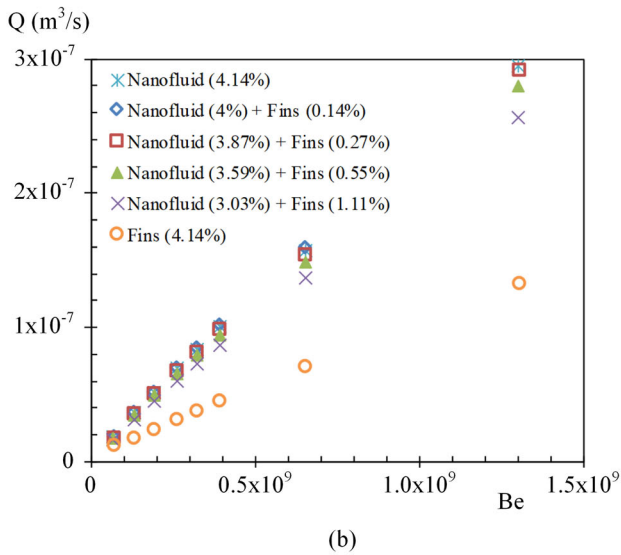 Q (m³/s)
3x10⁻⁷
Nanofluid (4.14%)
Nanofluid (4%) + Fins (0.14%)
Nanofluid (3.87%) + Fins (0.27%)
Nanofluid (3.59%) + Fins (0.55%)
2x10⁻⁷
Nanofluid (3.03%) + Fins (1.11%)
Fins (4.14%)
1x10⁻⁷
0
0 0.5x10⁹ 1.0x10⁹ 1.5x10⁹
Be
(b)